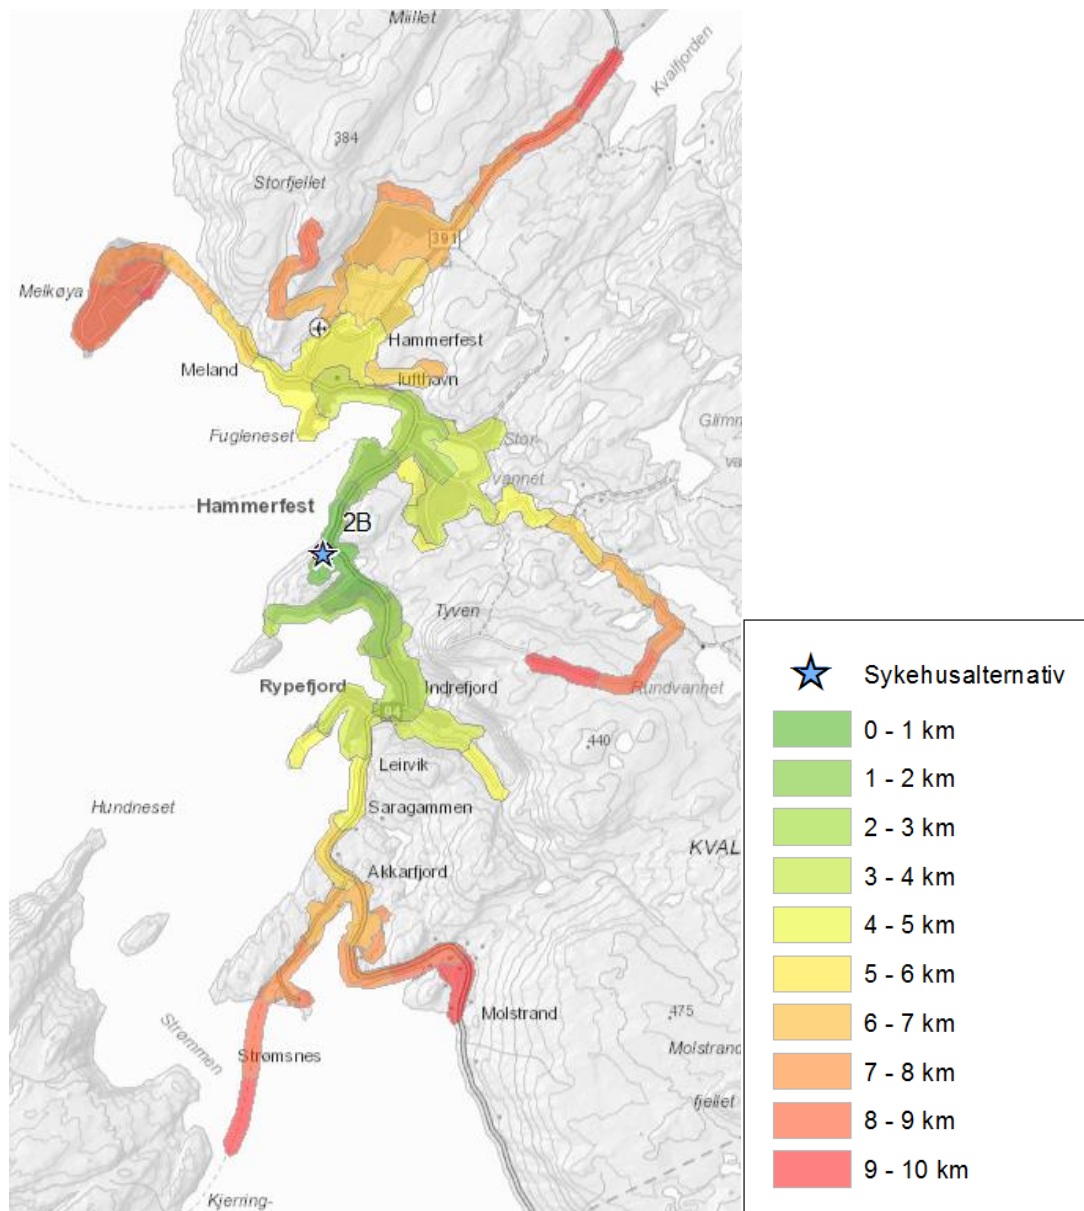 Miillet
Kvalfjorden
384
Storfjellet
391
Melkøya
Hammerfest
Meland
lufthavn
Fugleneset
Stor-
vannet
Glimm
va
Hammerfest
2B
Tyven
Rypefjord
Indrefjord
Rundvannet
94
440
Leirvik
Saragammen
Hundneset
KVAL
Akkarfjord
Molstrand
475
Strømmen
Strømsnes
Molstrand
fjellet
Kjerring-
Sykehusalternativ
0 - 1 km
1 - 2 km
2 - 3 km
3 - 4 km
4 - 5 km
5 - 6 km
6 - 7 km
7 - 8 km
8 - 9 km
9 - 10 km